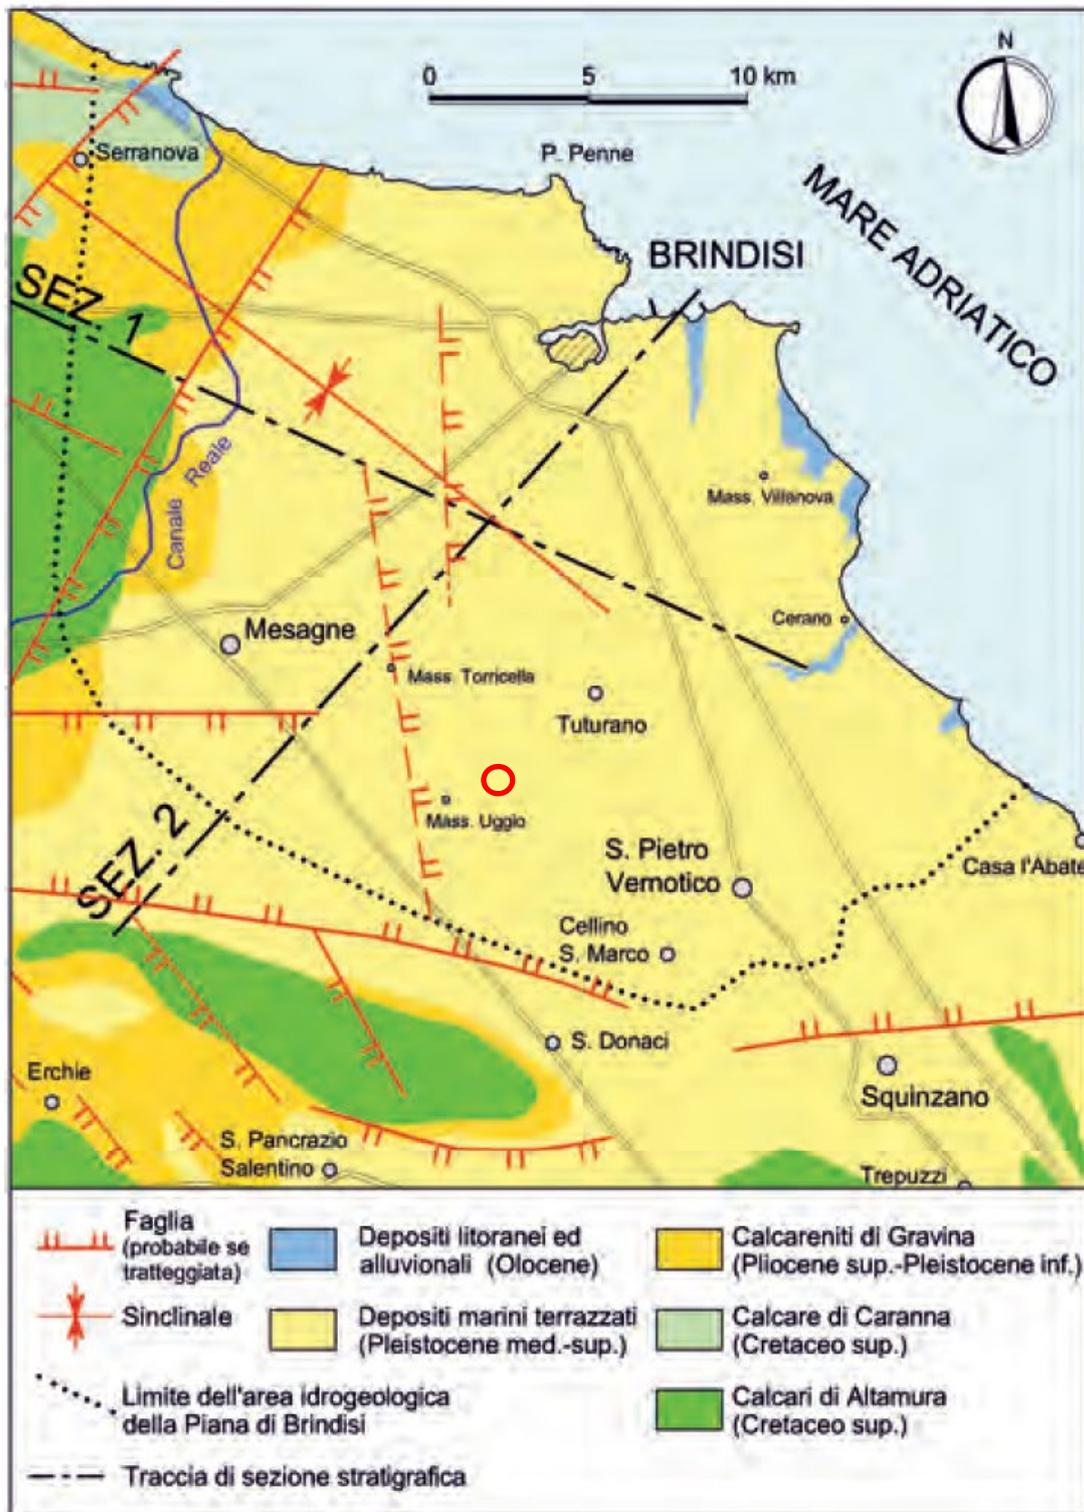 N
0 5 10 km
P. Penne
Serranova
MARE ADRIATICO
BRINDISI
SEZ. 1
Canale Reale
Mass. Villanova
Mesagne
Cerano
Mass. Torricella
Tuturano
Mass. Uggio
SEZ. 2
S. Pietro
Vernotico
Casa l'Abate
Cellino
S. Marco
S. Donaci
Erchie
Squinzano
S. Pancrazio
Salentino
Trepuzzi
Faglia
(probabile se
tratteggiata)
Sinclinale
Limite dell'area idrogeologica
della Piana di Brindisi
Traccia di sezione stratigrafica
Depositi litoranei ed
alluvionali (Olocene)
Depositi marini terrazzati
(Pleistocene med.-sup.)
Calcareniti di Gravina
(Pliocene sup.-Pleistocene inf.)
Calcare di Caranna
(Cretaceo sup.)
Calcari di Altamura
(Cretaceo sup.)